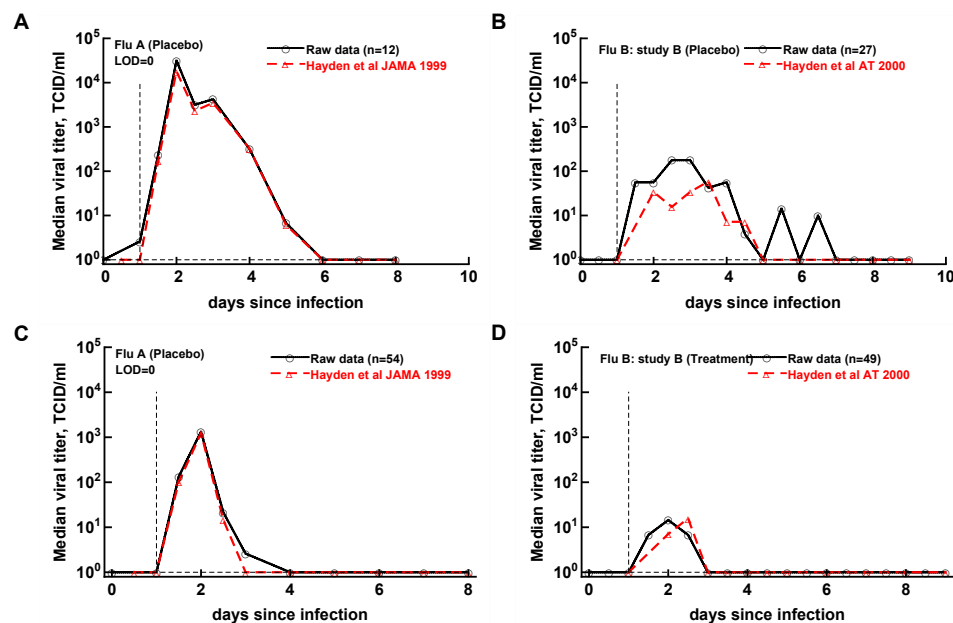 A
Flu A (Placebo)
LOD=0
Raw data (n=12)
Hayden et al JAMA 1999
Median viral titer, TCID/ml
10^5
10^4
10^3
10^2
10^1
10^0
0 2 4 6 8 10
days since infection
B
Flu B: study B (Placebo)
Raw data (n=27)
Hayden et al AT 2000
Median viral titer, TCID/ml
10^5
10^4
10^3
10^2
10^1
10^0
0 2 4 6 8 10
days since infection
C
Flu A (Placebo)
LOD=0
Raw data (n=54)
Hayden et al JAMA 1999
Median viral titer, TCID/ml
10^5
10^4
10^3
10^2
10^1
10^0
0 2 4 6 8
days since infection
D
Flu B: study B (Treatment)
Raw data (n=49)
Hayden et al AT 2000
Median viral titer, TCID/ml
10^5
10^4
10^3
10^2
10^1
10^0
0 2 4 6 8
days since infection